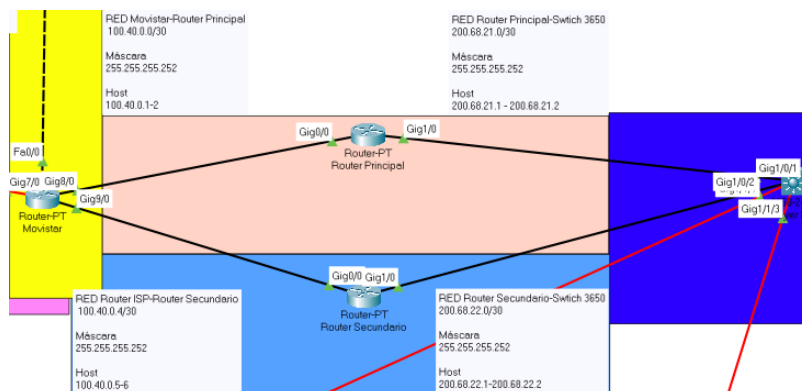 RED Movistar-Router Principal
100.40.0.0/30
Máscara
255.255.255.252
Host
100.40.0.1-2
RED Router Principal-Swtich 3650
200.68.21.0/30
Máscara
255.255.255.252
Host
200.68.21.1 - 200.68.21.2
Gig0/0
Gig1/0
Router-PT
Router Principal
Fa0/0
Gig7/0
Gig8/0
Gig9/0
Router-PT
Movistar
Gig1/0/1
Gig1/0/2
Gig1/1/3
Gig0/0
Gig1/0
Router-PT
Router Secundario
RED Router ISP-Router Secundario
100.40.0.4/30
Máscara
255.255.255.252
Host
100.40.0.5-6
RED Router Secundario-Swtich 3650
200.68.22.0/30
Máscara
255.255.255.252
Host
200.68.22.1-200.68.22.2